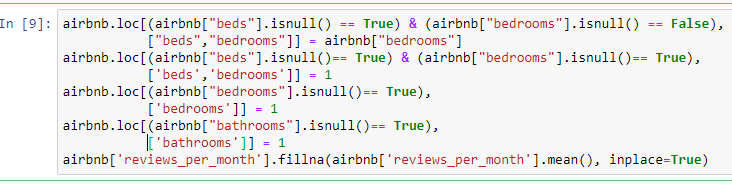 In [9]: airbnb.loc[(airbnb["beds"].isnull() == True) & (airbnb["bedrooms"].isnull() == False),
["beds","bedrooms"]] = airbnb["bedrooms"]
airbnb.loc[(airbnb["beds"].isnull()== True) & (airbnb["bedrooms"].isnull()== True),
['beds','bedrooms']] = 1
airbnb.loc[(airbnb["bedrooms"].isnull()== True),
['bedrooms']] = 1
airbnb.loc[(airbnb["bathrooms"].isnull()== True),
['bathrooms']] = 1
airbnb['reviews_per_month'].fillna(airbnb['reviews_per_month'].mean(), inplace=True)